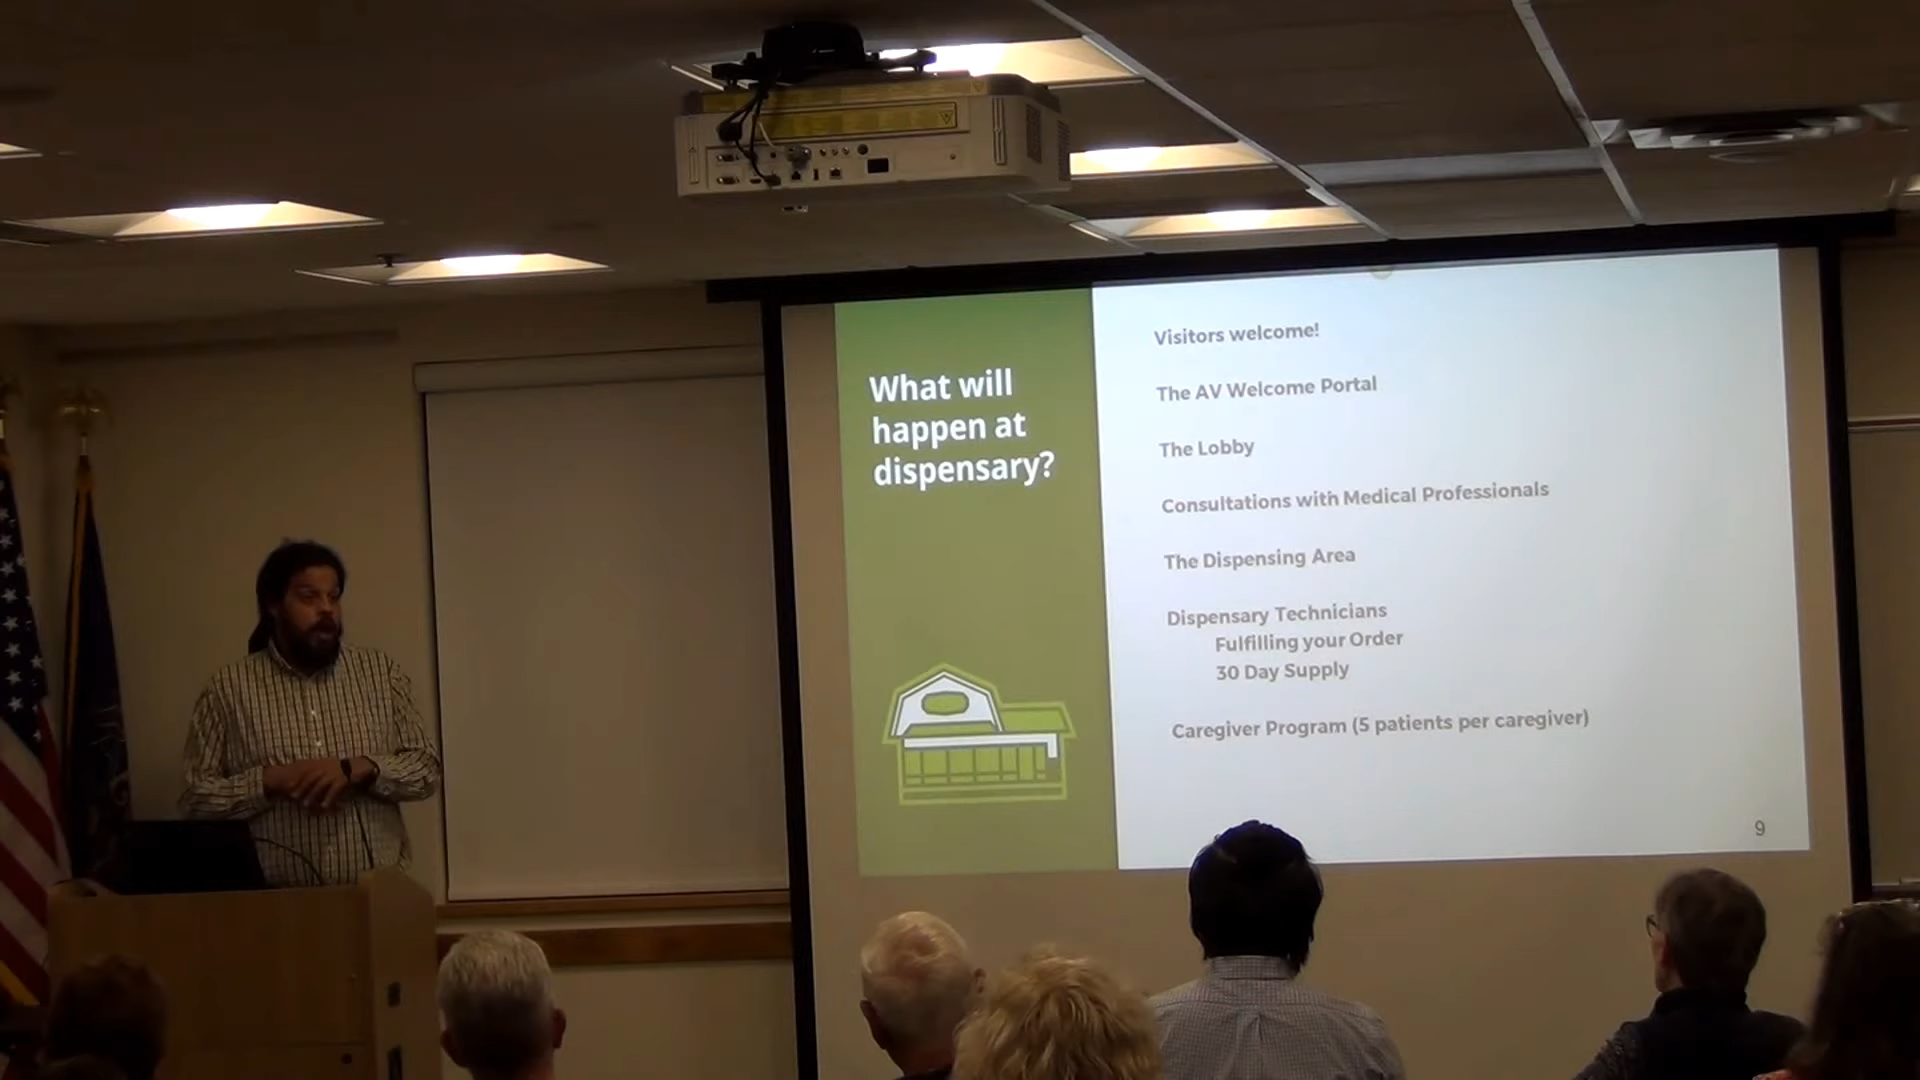 What will
happen at
dispensary?
Visitors welcome!
The AV Welcome Portal
The Lobby
Consultations with Medical Professionals
The Dispensing Area
Dispensary Technicians
Fulfilling your Order
30 Day Supply
Caregiver Program (5 patients per caregiver)
9